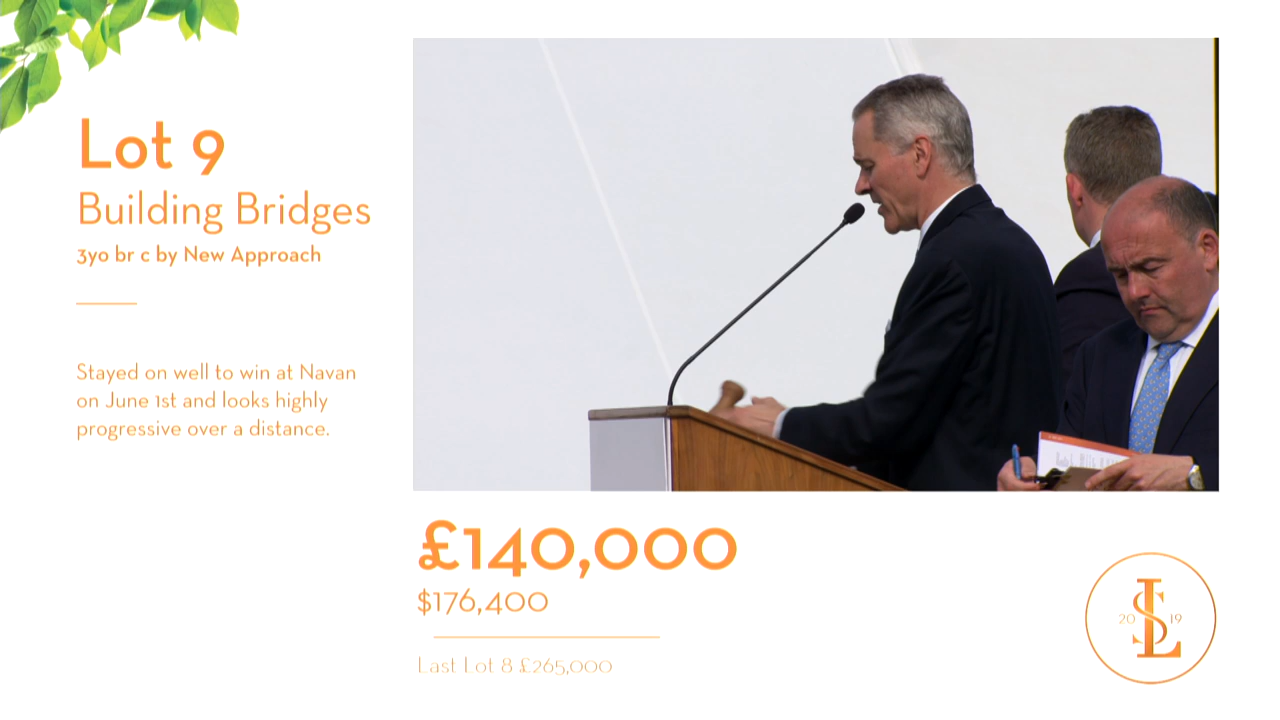 Lot 9
Building Bridges
3yo br c by New Approach
Stayed on well to win at Navan
on June 1st and looks highly
progressive over a distance.
£140,000
$176,400
Last Lot 8 £265,000
20 SL 19